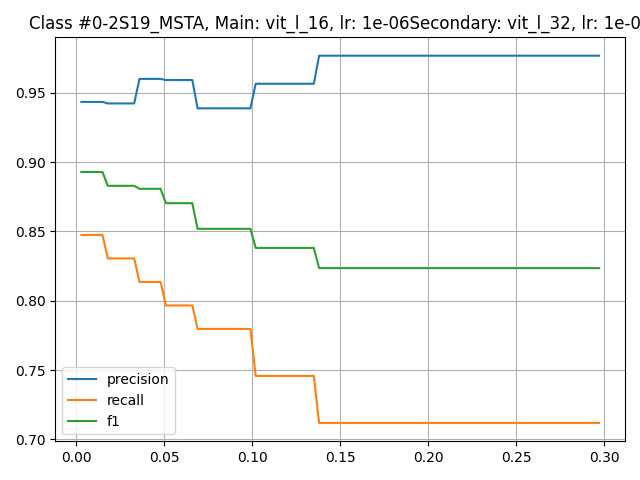 Class #0-2S19_MSTA, Main: vit_l_16, lr: 1e-06Secondary: vit_l_32, lr: 1e-0
0.95
0.90
0.85
0.80
0.75
0.70
precision
recall
f1
0.00 0.05 0.10 0.15 0.20 0.25 0.30